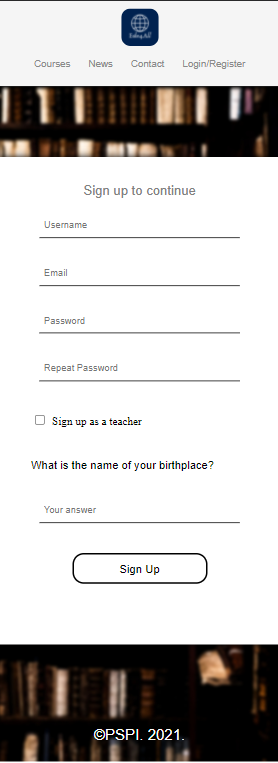 Courses News Contact Login/Register
Sign up to continue
Username
Email
Password
Repeat Password
Sign up as a teacher
What is the name of your birthplace?
Your answer
Sign Up
©PSPI. 2021.